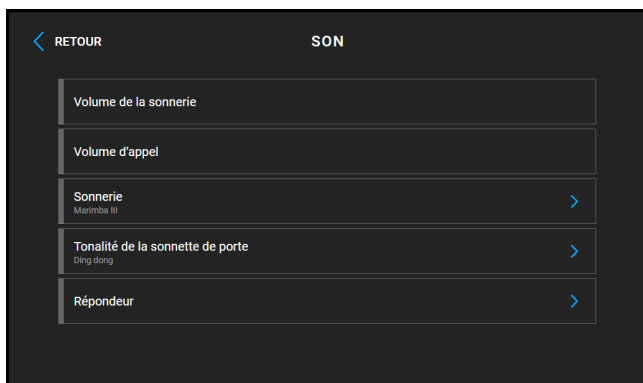 RETOUR
SON
Volume de la sonnerie
Volume d'appel
Sonnerie
Marimba III
Tonalité de la sonnette de porte
Ding dong
Répondeur